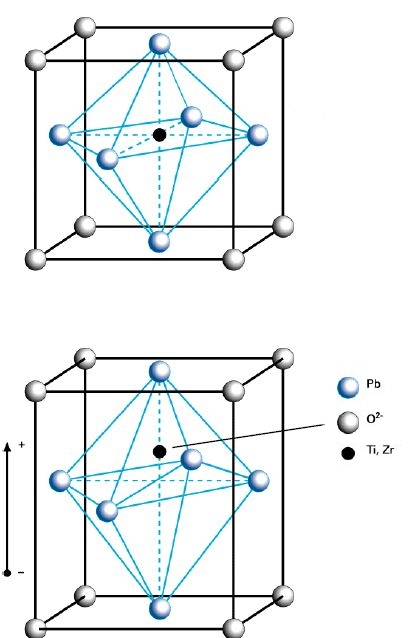 Pb
O²⁻
Ti, Zr
+
–